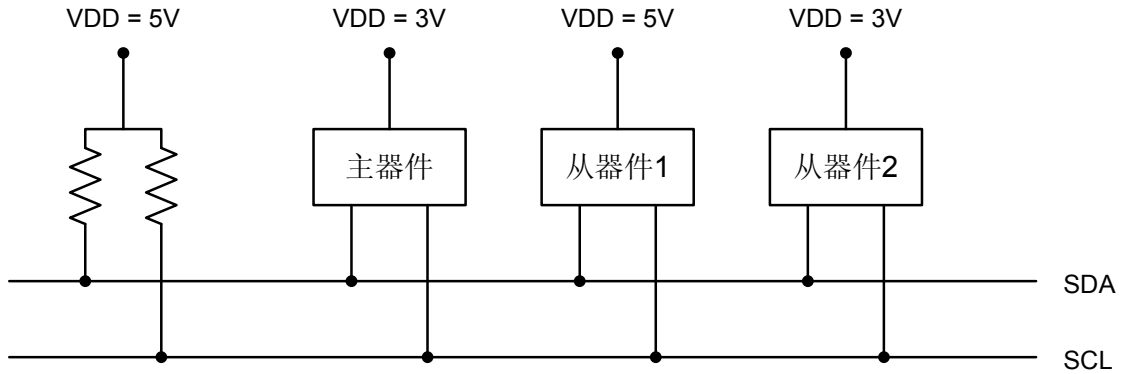 VDD = 5V
VDD = 3V
VDD = 5V
VDD = 3V
主器件
从器件1
从器件2
SDA
SCL